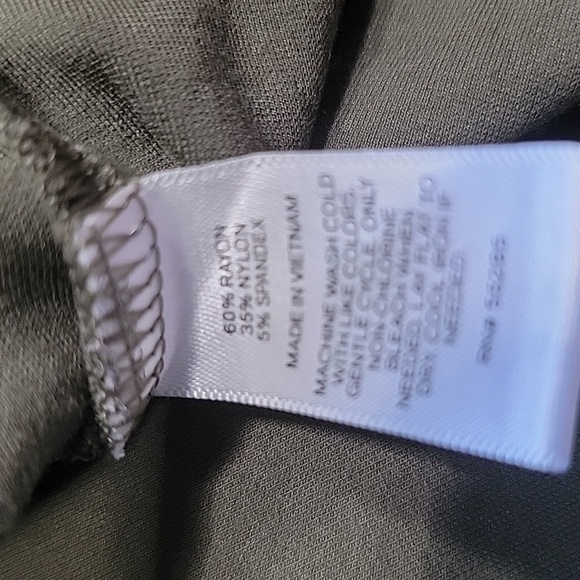 60% RAYON
35% NYLON
5% SPANDEX
MADE IN VIETNAM
MACHINE WASH COLD
WITH LIKE COLORS,
GENTLE CYCLE. ONLY
NON-CHLORINE
BLEACH WHEN
NEEDED. LAY FLAT TO
DRY. COOL IRON IF
NEEDED.
RN#